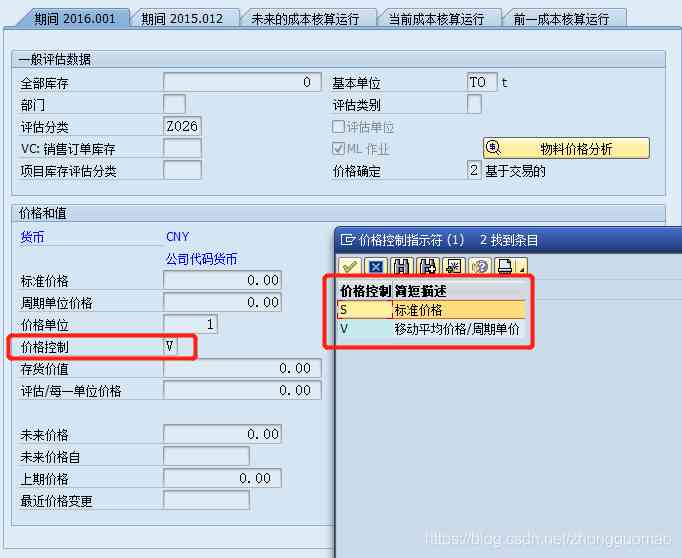 期间 2016.001 期间 2015.012 未来的成本核算运行 当前成本核算运行 前一成本核算运行
一般评估数据
全部库存 0 基本单位 TO t
部门 评估类别
评估分类 Z026 评估单位
VC: 销售订单库存 ML 作业 物料价格分析
项目库存评估分类 价格确定 2 基于交易的
价格和值
货币 CNY
公司代码货币
标准价格 0.00
周期单位价格 0.00
价格单位 1
价格控制 V
存货价值 0.00
评估/每一单位价格 0.00
未来价格 0.00
未来价格自
上期价格 0.00
最近价格变更
价格控制指示符 (1) 2 找到条目
价格控制 简短描述
S 标准价格
V 移动平均价格/周期单价
https://blog.csdn.net/zhongguomao